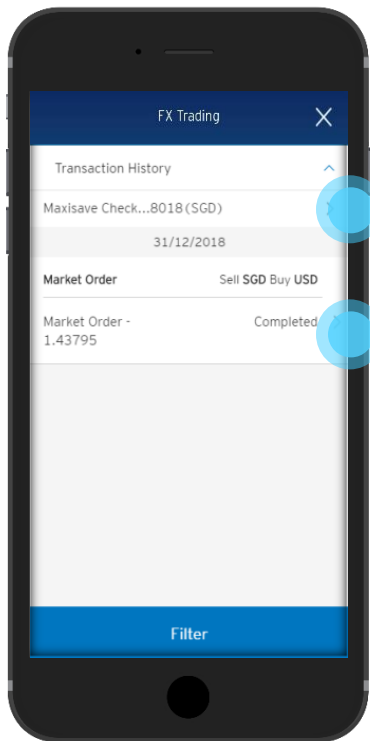 FX Trading
Transaction History
Maxisave Check...8018 (SGD)
31/12/2018
Market Order Sell SGD Buy USD
Market Order - Completed
1.43795
Filter